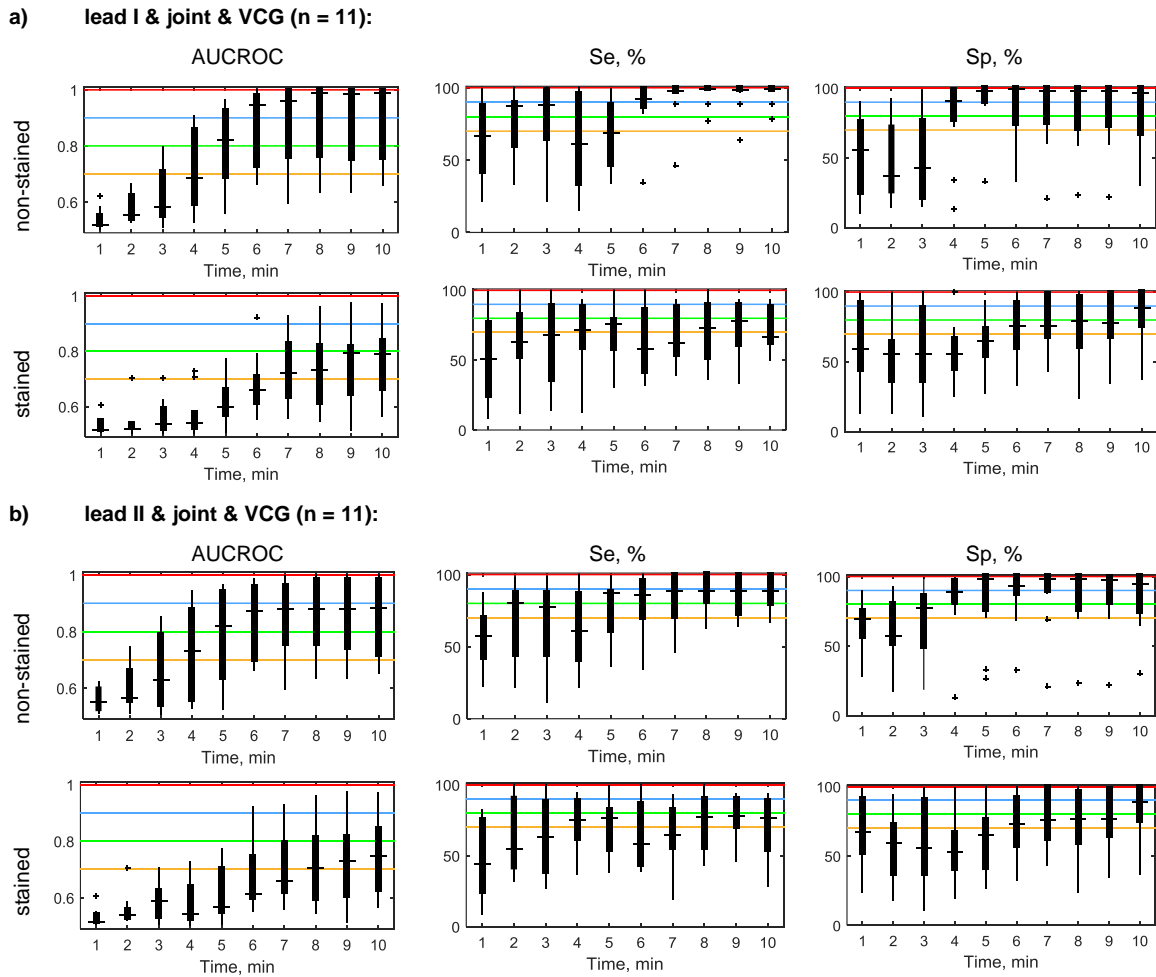 a) lead I & joint & VCG (n = 11):
AUCROC Se, % Sp, %
non-stained
1
0.8
0.6
1 2 3 4 5 6 7 8 9 10
Time, min
100
50
0
1 2 3 4 5 6 7 8 9 10
Time, min
100
50
0
1 2 3 4 5 6 7 8 9 10
Time, min
stained
1
0.8
0.6
1 2 3 4 5 6 7 8 9 10
Time, min
100
50
0
1 2 3 4 5 6 7 8 9 10
Time, min
100
50
0
1 2 3 4 5 6 7 8 9 10
Time, min
b) lead II & joint & VCG (n = 11):
AUCROC Se, % Sp, %
non-stained
1
0.8
0.6
1 2 3 4 5 6 7 8 9 10
Time, min
100
50
0
1 2 3 4 5 6 7 8 9 10
Time, min
100
50
0
1 2 3 4 5 6 7 8 9 10
Time, min
stained
1
0.8
0.6
1 2 3 4 5 6 7 8 9 10
Time, min
100
50
0
1 2 3 4 5 6 7 8 9 10
Time, min
100
50
0
1 2 3 4 5 6 7 8 9 10
Time, min